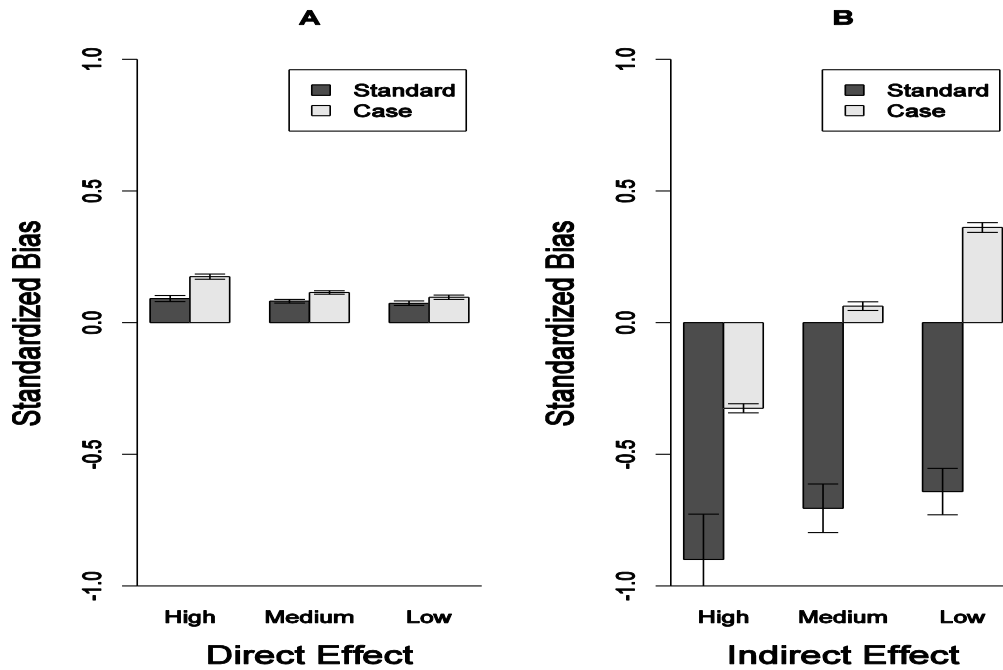 A
Standardized Bias
1.0
0.5
0.0
-0.5
-1.0
Standard
Case
High Medium Low
Direct Effect
B
Standardized Bias
1.0
0.5
0.0
-0.5
-1.0
Standard
Case
High Medium Low
Indirect Effect